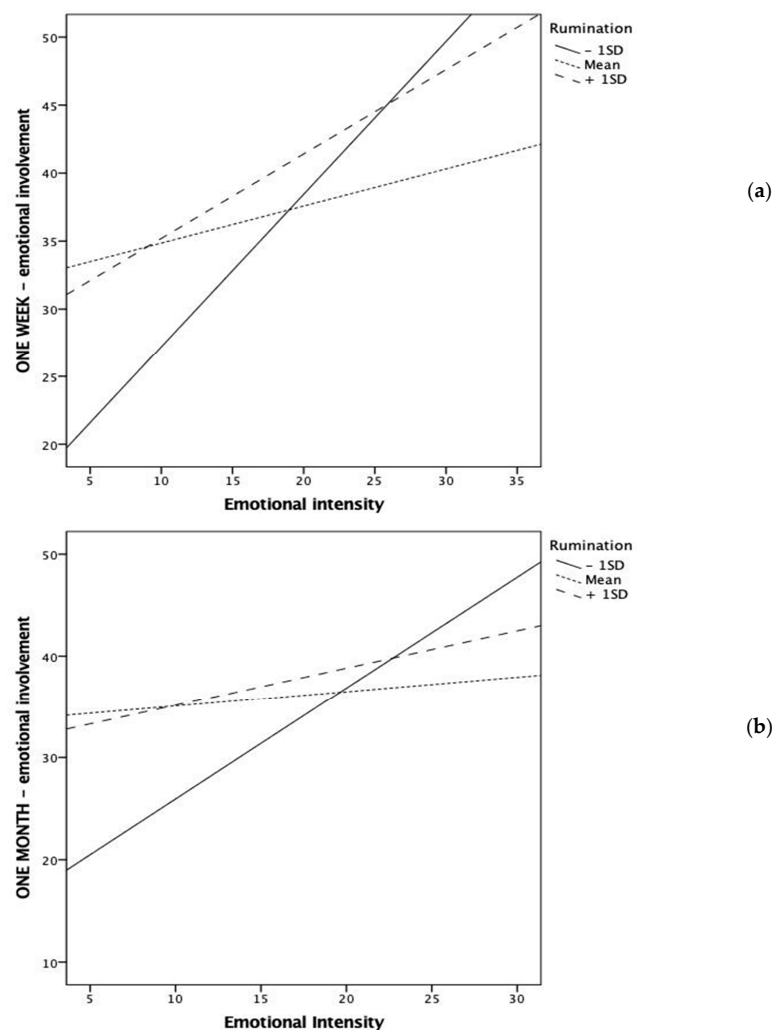 Rumination
– 1SD
Mean
+ 1SD
ONE WEEK – emotional involvement
50
45
40
35
30
25
20
5 10 15 20 25 30 35
Emotional intensity
(a)
Rumination
– 1SD
Mean
+ 1SD
ONE MONTH – emotional involvement
50
40
30
20
10
5 10 15 20 25 30
Emotional Intensity
(b)